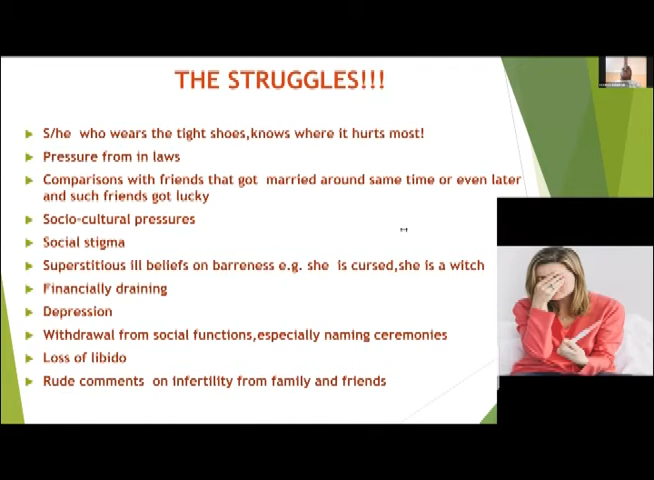 THE STRUGGLES!!!
S/he who wears the tight shoes,knows where it hurts most!
Pressure from in laws
Comparisons with friends that got married around same time or even later
and such friends got lucky
Socio-cultural pressures
Social stigma
Superstitious ill beliefs on barreness e.g. she is cursed,she is a witch
Financially draining
Depression
Withdrawal from social functions,especially naming ceremonies
Loss of libido
Rude comments on infertility from family and friends